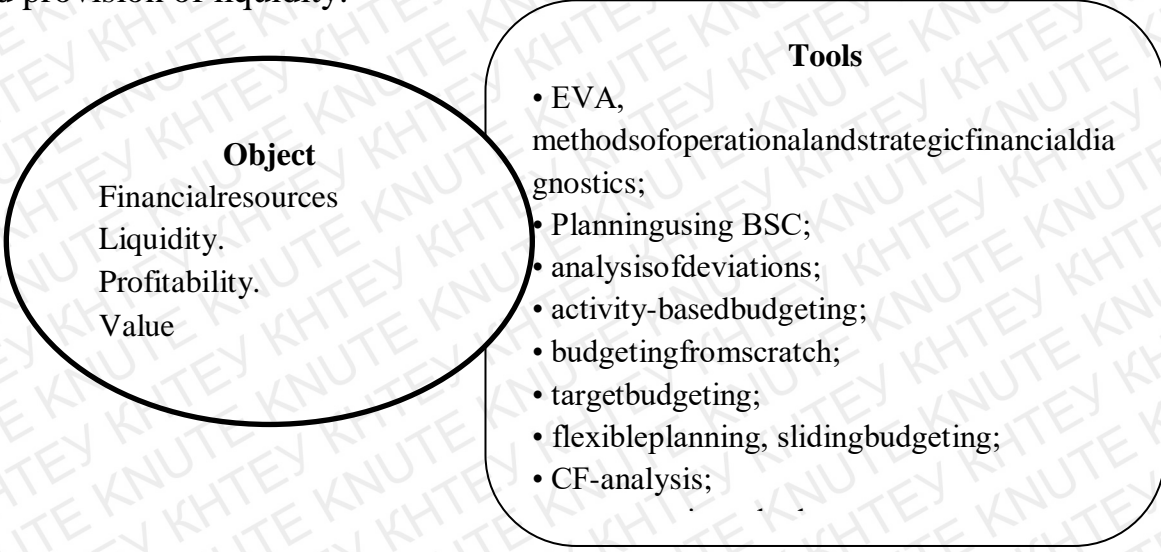 d provision of liquidity.
Object
Financialresources
Liquidity.
Profitability.
Value
Tools
• EVA,
methodsofoperationalandstrategicfinancialdia
gnostics;
• Planningusing BSC;
• analysisofdeviations;
• activity-basedbudgeting;
• budgetingfromscratch;
• targetbudgeting;
• flexibleplanning, slidingbudgeting;
• CF-analysis;